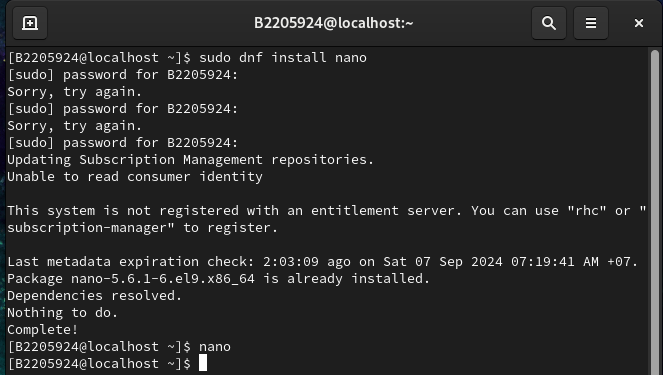 B2205924@localhost:~
[B2205924@localhost ~]$ sudo dnf install nano
[sudo] password for B2205924:
Sorry, try again.
[sudo] password for B2205924:
Sorry, try again.
[sudo] password for B2205924:
Updating Subscription Management repositories.
Unable to read consumer identity
This system is not registered with an entitlement server. You can use "rhc" or "
subscription-manager" to register.
Last metadata expiration check: 2:03:09 ago on Sat 07 Sep 2024 07:19:41 AM +07.
Package nano-5.6.1-6.el9.x86_64 is already installed.
Dependencies resolved.
Nothing to do.
Complete!
[B2205924@localhost ~]$ nano
[B2205924@localhost ~]$